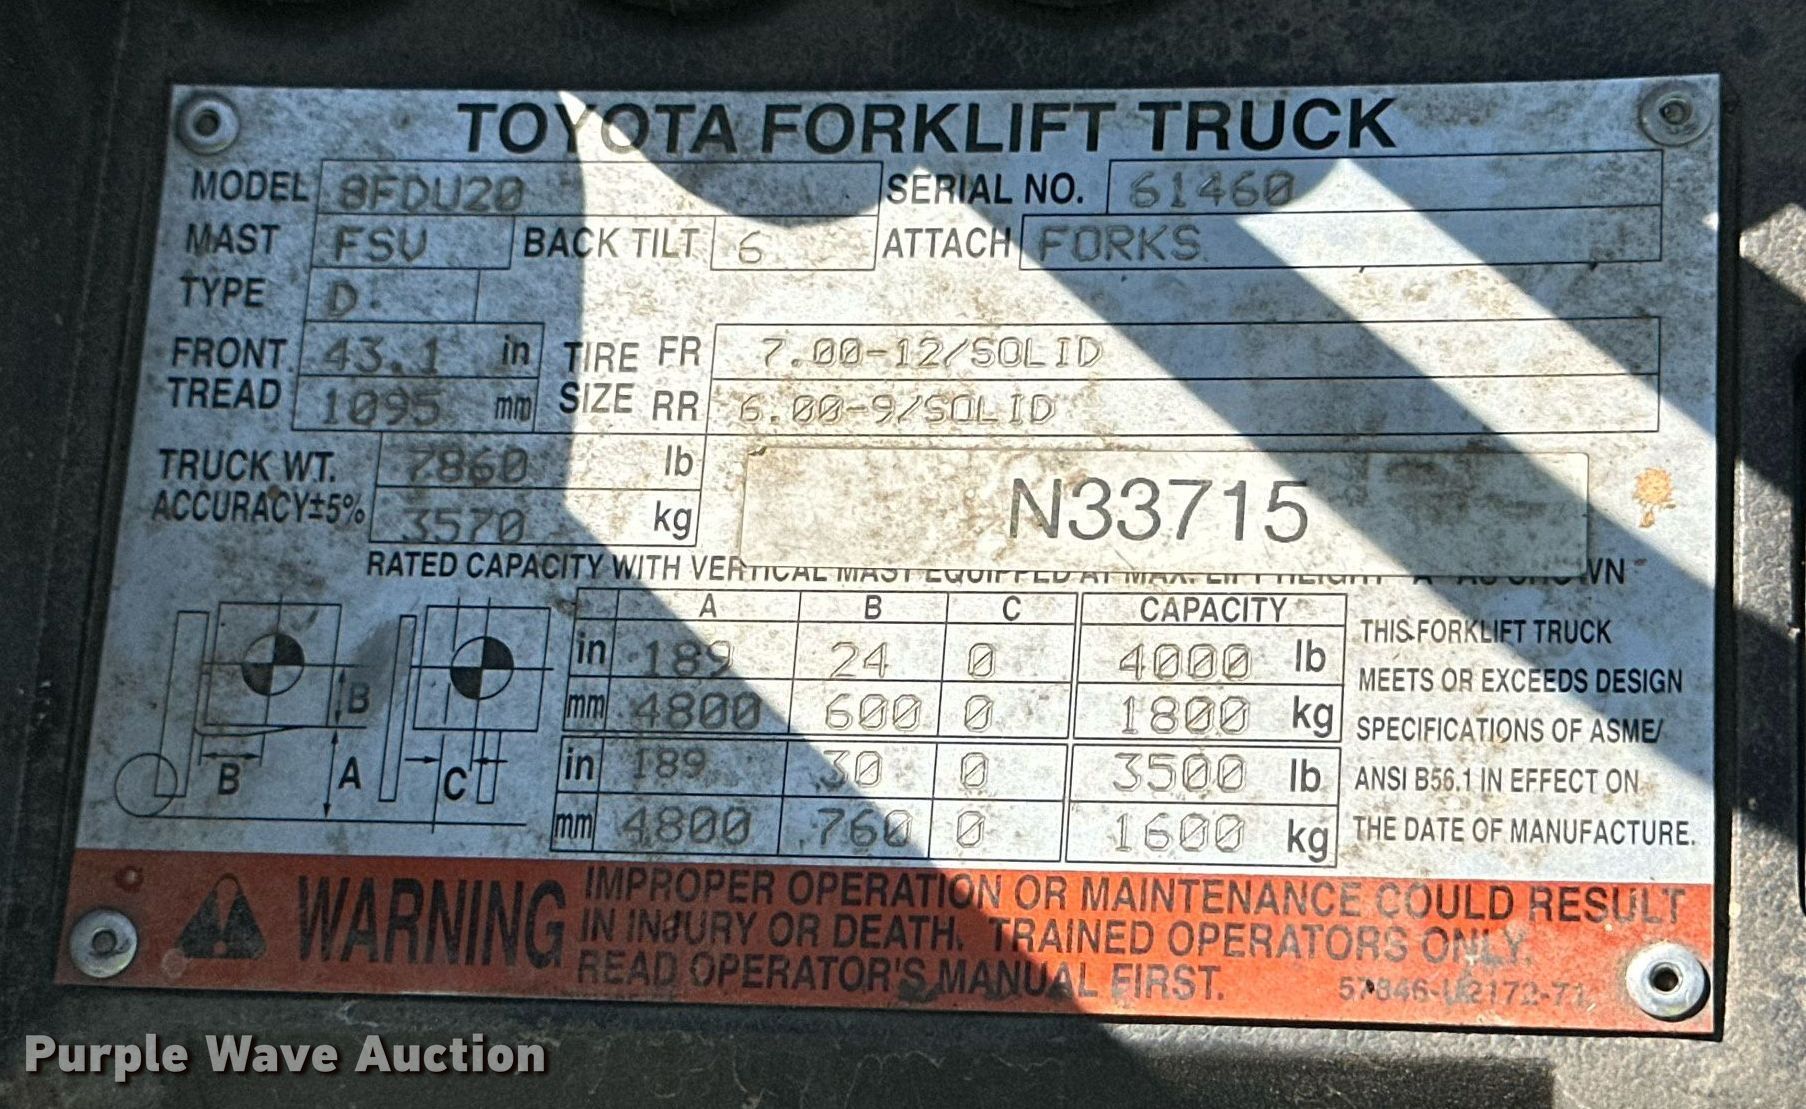 TOYOTA FORKLIFT TRUCK
MODEL 8FDU20 SERIAL NO. 61460
MAST FSV BACK TILT 6 ATTACH FORKS
TYPE D
FRONT TREAD 43.1 in TIRE SIZE FR 7.00-12/SOLID
1095 mm RR 6.00-9/SOLID
TRUCK WT. 7860 lb
ACCURACY±5% 3570 kg
N33715
RATED CAPACITY WITH VERTICAL MAST EQUIPPED AT MAX. LIFT HEIGHT "A" AS SHOWN
A B C CAPACITY
in 189 24 0 4000 lb
mm 4800 600 0 1800 kg
in 189 30 0 3500 lb
mm 4800 760 0 1600 kg
B
B A C
THIS FORKLIFT TRUCK
MEETS OR EXCEEDS DESIGN
SPECIFICATIONS OF ASME/
ANSI B56.1 IN EFFECT ON
THE DATE OF MANUFACTURE.
WARNING
IMPROPER OPERATION OR MAINTENANCE COULD RESULT
IN INJURY OR DEATH. TRAINED OPERATORS ONLY.
READ OPERATOR'S MANUAL FIRST.
57846-U2172-71
Purple Wave Auction